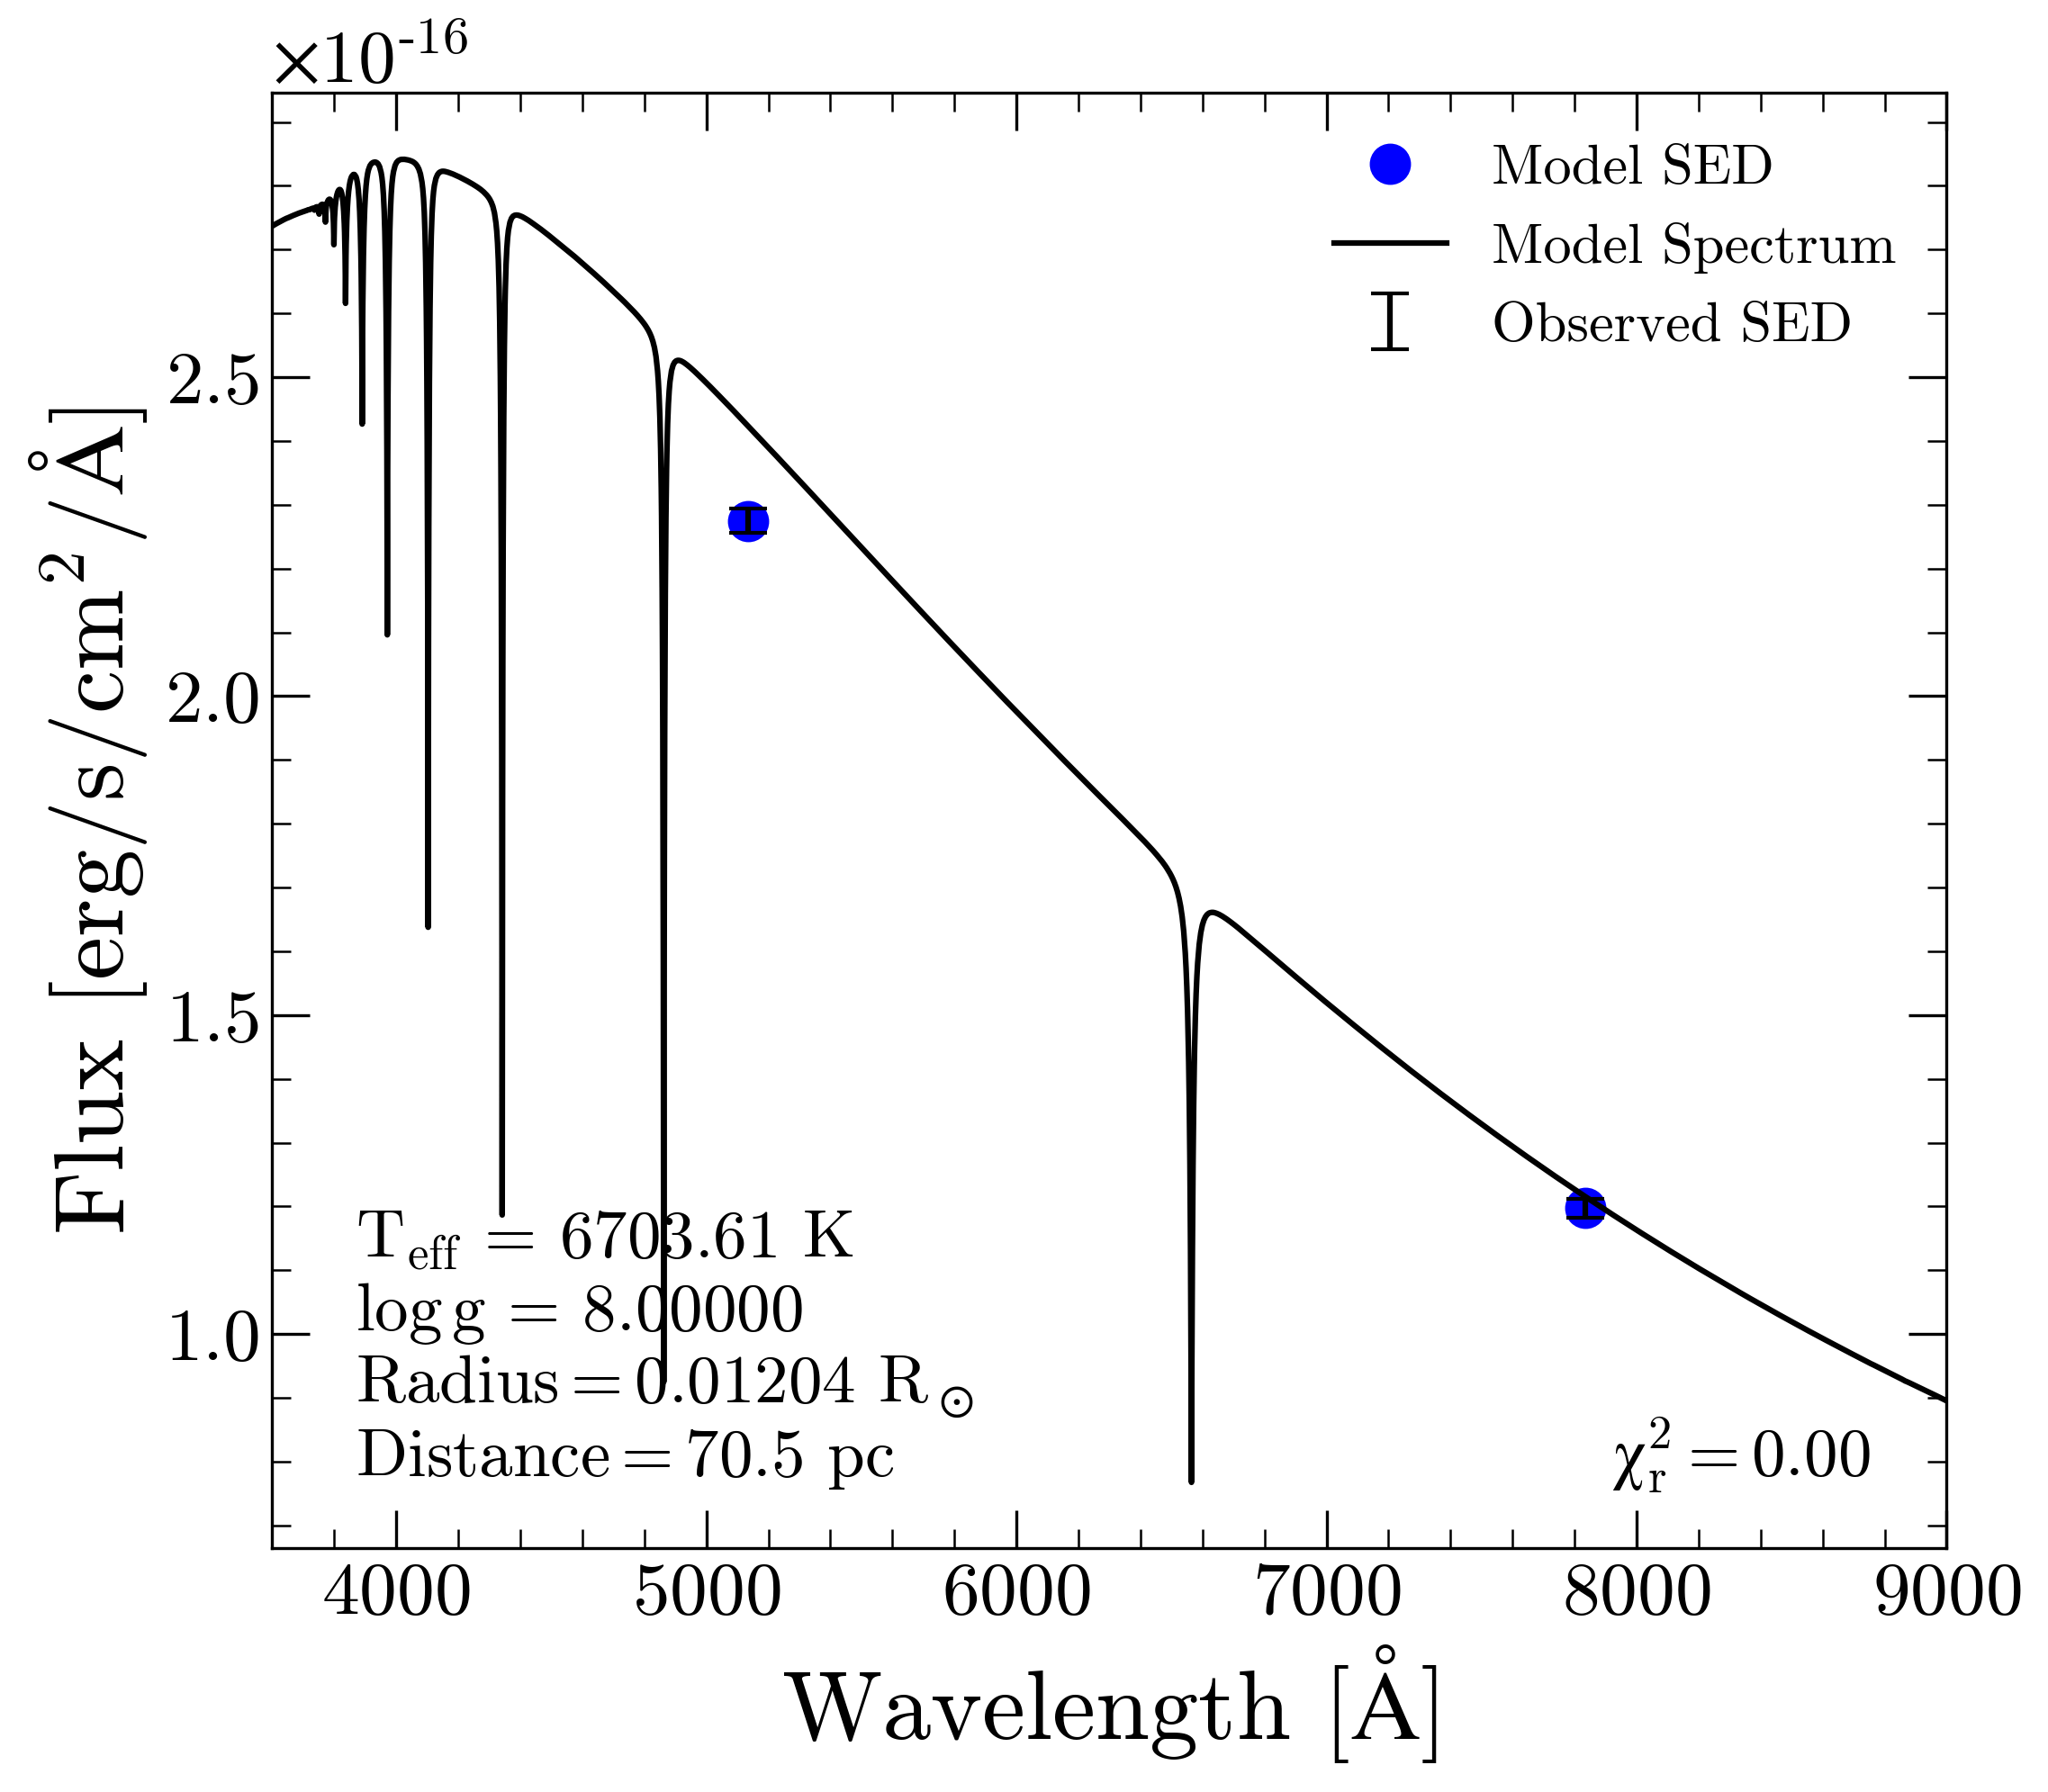 ×10-16
Model SED
Model Spectrum
Observed SED
Flux [erg/s/cm2/Å]
2.5
2.0
1.5
1.0
Teff = 6703.61 K
log g = 8.00000
Radius = 0.01204 R⊙
Distance = 70.5 pc
χ2r = 0.00
4000 5000 6000 7000 8000 9000
Wavelength [Å]